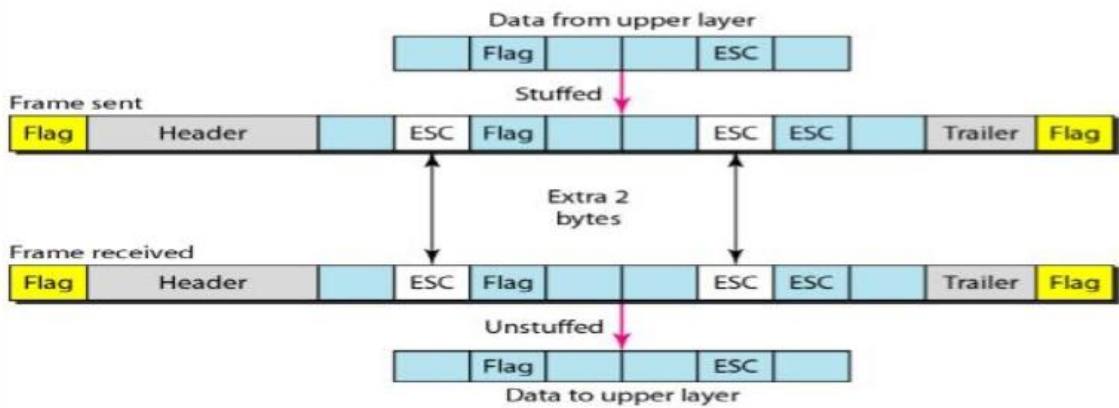 Data from upper layer
Flag ESC
Stuffed
Frame sent
Flag Header ESC Flag ESC ESC Trailer Flag
Extra 2
bytes
Frame received
Flag Header ESC Flag ESC ESC Trailer Flag
Unstuffed
Flag ESC
Data to upper layer